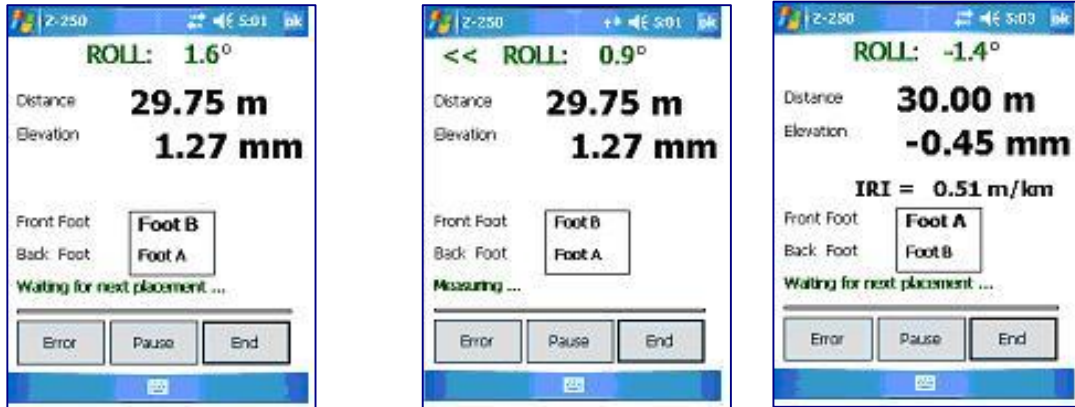 Z-250 5:01 ok
ROLL: 1.6°
Distance 29.75 m
Elevation 1.27 mm
Front Foot Foot B
Back Foot Foot A
Waiting for next placement ...
Error Pause End
Z-250 5:01 ok
<< ROLL: 0.9°
Distance 29.75 m
Elevation 1.27 mm
Front Foot Foot B
Back Foot Foot A
Measuring ...
Error Pause End
Z-250 5:03 ok
ROLL: -1.4°
Distance 30.00 m
Elevation -0.45 mm
IRI = 0.51 m/km
Front Foot Foot A
Back Foot Foot B
Waiting for next placement ...
Error Pause End